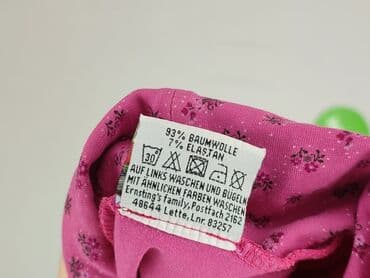 93% BAUMWOLLE
7% ELASTAN
30°
AUF LINKS WASCHEN UND BÜGELN
MIT ÄHNLICHEN FARBEN WASCHEN
Ernsting's family, Postfach 2162
48644 Lette, Lnr. 83257